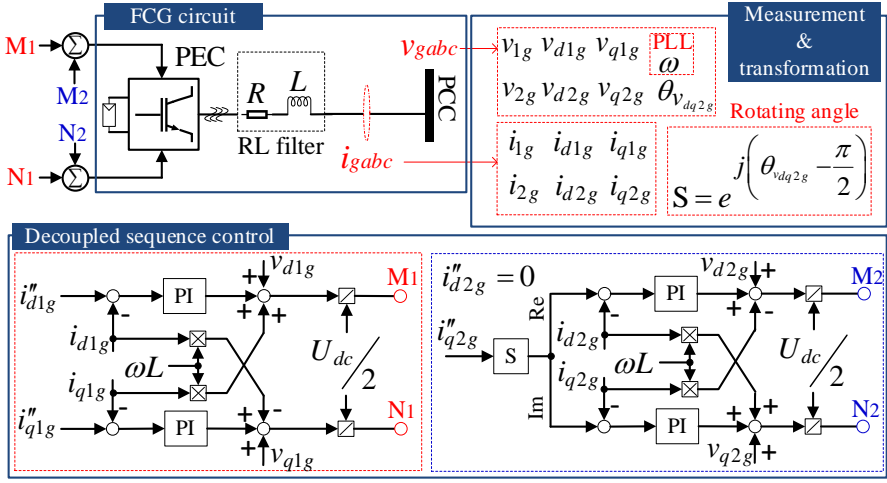 FCG circuit
Measurement
&
transformation
M1
Σ
M2
N2
N1
Σ
PEC
R L
RL filter
PCC
v_gabc
i_gabc
v_1g v_d1g v_q1g PLL ω
v_2g v_d2g v_q2g θ_v_dq2g
i_1g i_d1g i_q1g
i_2g i_d2g i_q2g
Rotating angle
S = e^j(θ_v_dq2g − π/2)
Decoupled sequence control
v_d1g
M1
i″_d1g
PI
+ + +
-
i_d1g
ωL
U_dc/2
i_q1g
-
i″_q1g
PI
+ + -
N1
v_q1g
i″_d2g = 0
v_d2g
M2
Re
PI
+ + -
-
i″_q2g
S
i_d2g
ωL
U_dc/2
i_q2g
Im
-
PI
+ + +
N2
v_q2g